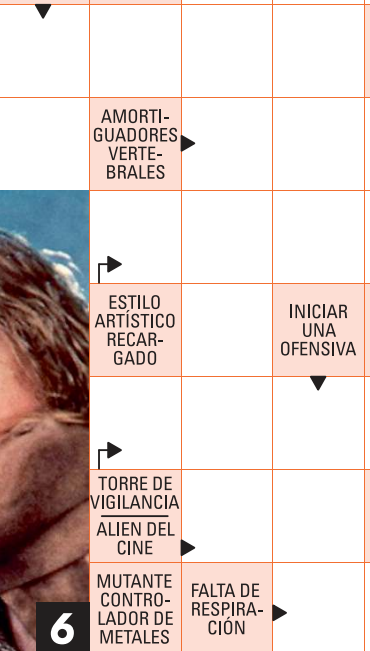 AMORTI-
GUADORES
VERTE-
BRALES
ESTILO
ARTÍSTICO
RECAR-
GADO
INICIAR
UNA
OFENSIVA
TORRE DE
VIGILANCIA
ALIEN DEL
CINE
MUTANTE
CONTRO-
LADOR DE
METALES
FALTA DE
RESPIRA-
CIÓN
6